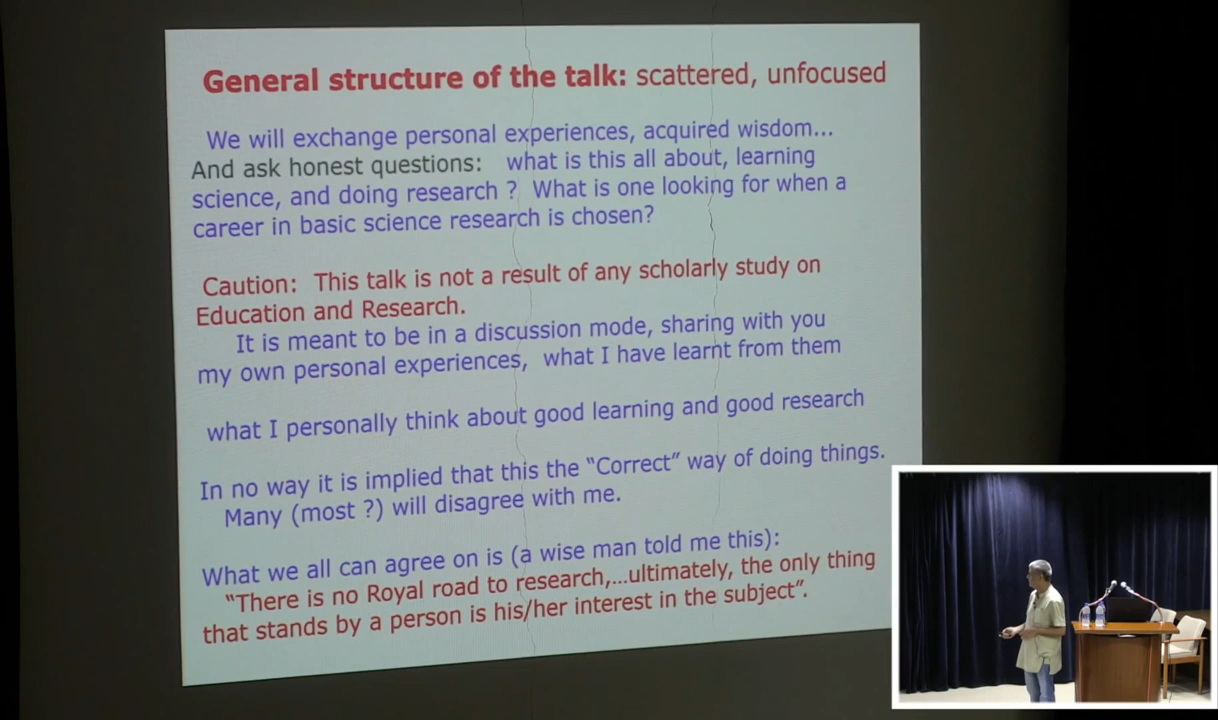 General structure of the talk: scattered, unfocused
We will exchange personal experiences, acquired wisdom...
And ask honest questions: what is this all about, learning
science, and doing research ? What is one looking for when a
career in basic science research is chosen?
Caution: This talk is not a result of any scholarly study on
Education and Research.
It is meant to be in a discussion mode, sharing with you
my own personal experiences, what I have learnt from them
what I personally think about good learning and good research
In no way it is implied that this the “Correct” way of doing things.
Many (most ?) will disagree with me.
What we all can agree on is (a wise man told me this):
“There is no Royal road to research,...ultimately, the only thing
that stands by a person is his/her interest in the subject”.